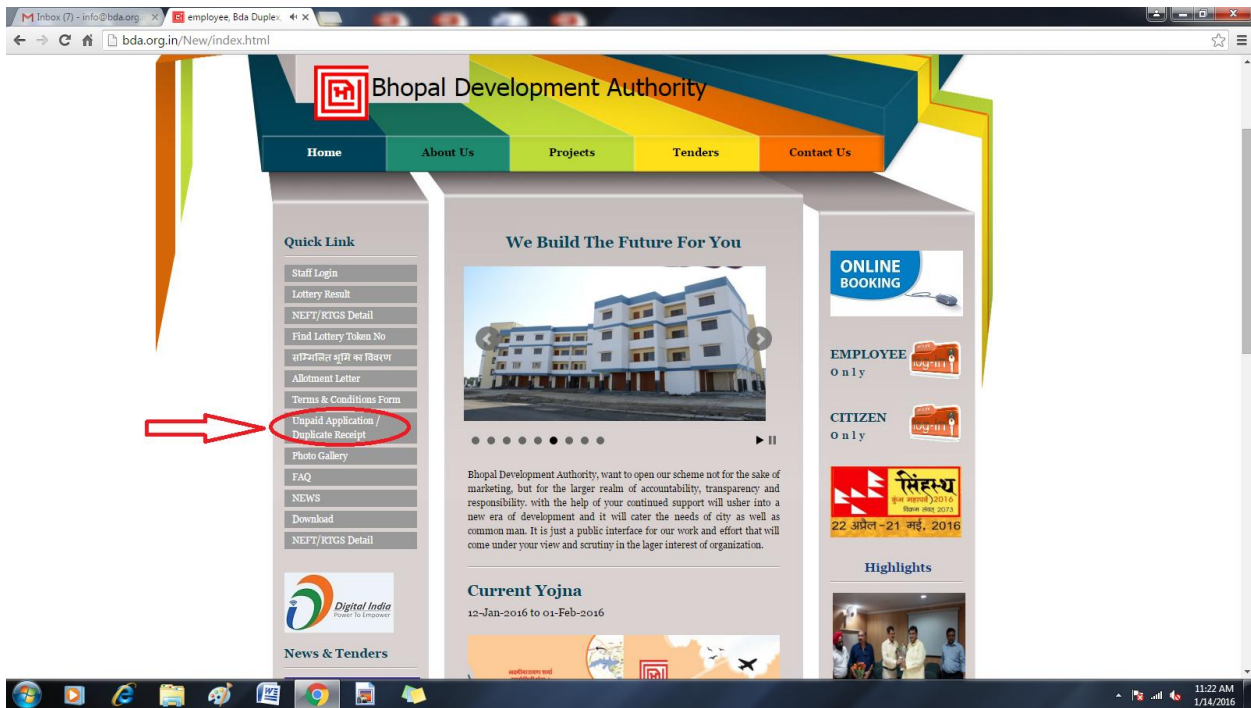 Inbox (7) - info@bda.org
employee, Bda Duplex,
bda.org.in/New/index.html
Bhopal Development Authority
Home
About Us
Projects
Tenders
Contact Us
Quick Link
Staff Login
Lottery Result
NEFT/RTGS Detail
Find Lottery Token No
सम्मिलित भूमि का विवरण
Allotment Letter
Terms & Conditions Form
Unpaid Application /
Duplicate Receipt
Photo Gallery
FAQ
NEWS
Download
NEFT/RTGS Detail
Digital India
Power To Empower
News & Tenders
We Build The Future For You
Bhopal Development Authority, want to open our scheme not for the sake of
marketing, but for the larger realm of accountability, transparency and
responsibility. with the help of your continued support will usher into a
new era of development and it will cater the needs of city as well as
common man. It is just a public interface for our work and effort that will
come under your view and scrutiny in the lager interest of organization.
Current Yojna
12-Jan-2016 to 01-Feb-2016
ONLINE
BOOKING
EMPLOYEE
Only
log-in
CITIZEN
Only
log-in
सिंहस्थ
कुंभ महापर्व 2016
विक्रम संवत् 2073
22 अप्रेल-21 मई, 2016
Highlights
11:22 AM
1/14/2016